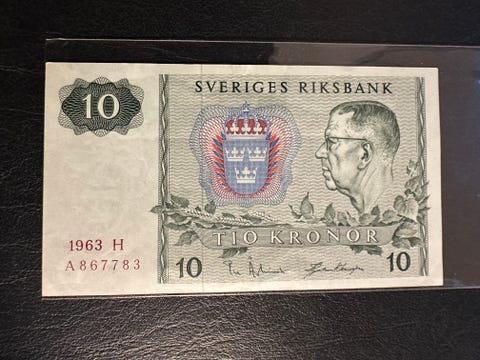 SVERIGES RIKSBANK
10
TIO KRONOR
1963 H
A867783
10
10